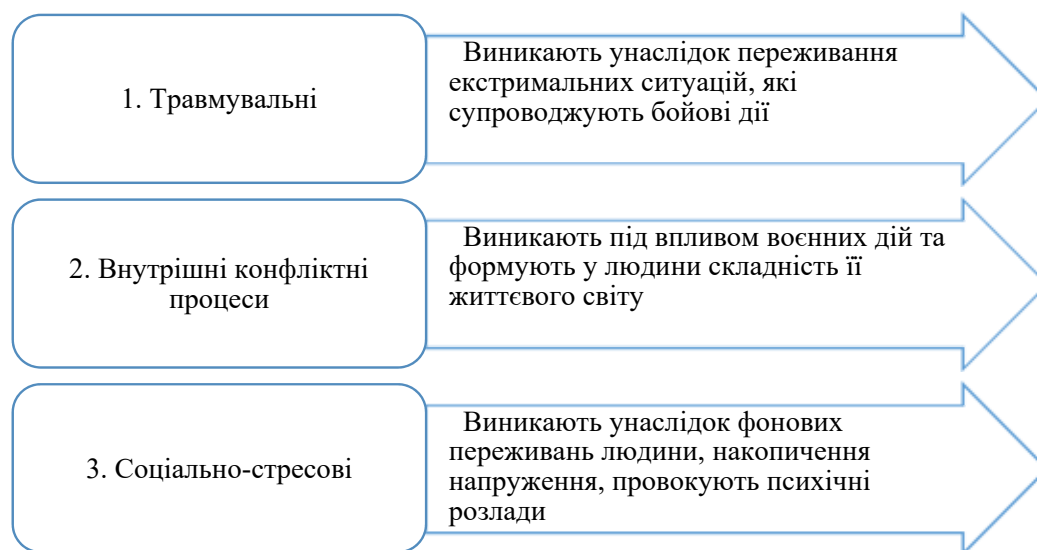 1. Травмувальні
Виникають унаслідок переживання
екстримальних ситуацій, які
супроводжують бойові дії
2. Внутрішні конфліктні
процеси
Виникають під впливом воєнних дій та
формують у людини складність її
життєвого світу
3. Соціально-стресові
Виникають унаслідок фонових
переживань людини, накопичення
напруження, провокують психічні
розлади